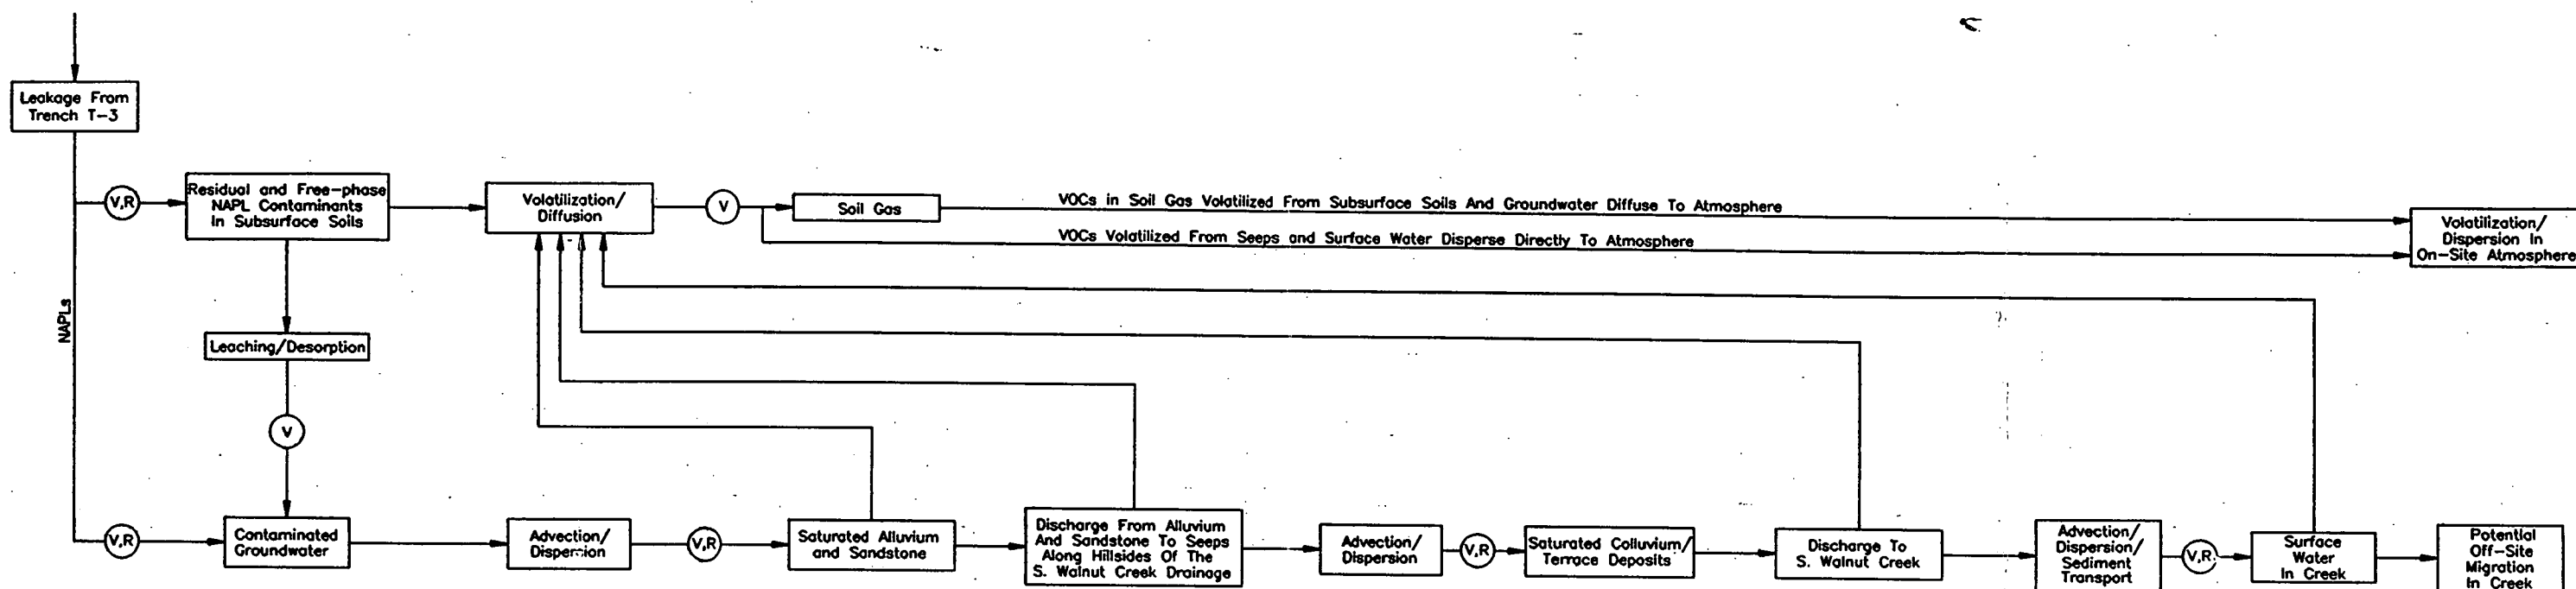 Leakage From
Trench T-3
V,R
Residual and Free-phase
NAPL Contaminants
In Subsurface Soils
Volatilization/
Diffusion
V
Soil Gas
VOCs in Soil Gas Volatilized From Subsurface Soils And Groundwater Diffuse To Atmosphere
VOCs Volatilized From Seeps and Surface Water Disperse Directly To Atmosphere
Volatilization/
Dispersion In
On-Site Atmosphere
NAPLs
Leaching/Desorption
V
V,R
Contaminated
Groundwater
Advection/
Dispersion
V,R
Saturated Alluvium
and Sandstone
Discharge From Alluvium
And Sandstone To Seeps
Along Hillsides Of The
S. Walnut Creek Drainage
Advection/
Dispersion
V,R
Saturated Colluvium/
Terrace Deposits
Discharge To
S. Walnut Creek
Advection/
Dispersion/
Sediment
Transport
V,R
Surface
Water
In Creek
Potential
Off-Site
Migration
In Creek